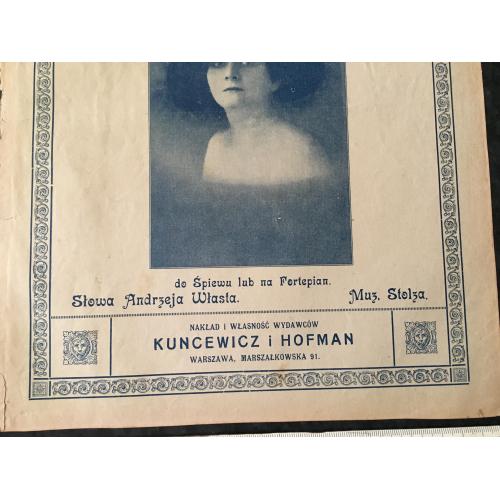 do Śpiewu lub na Fortepian.
Słowa Andrzeja Własta. Muz. Stolza.
NAKŁAD I WŁASNOŚĆ WYDAWCÓW
KUNCEWICZ i HOFMAN
WARSZAWA, MARSZAŁKOWSKA 91.